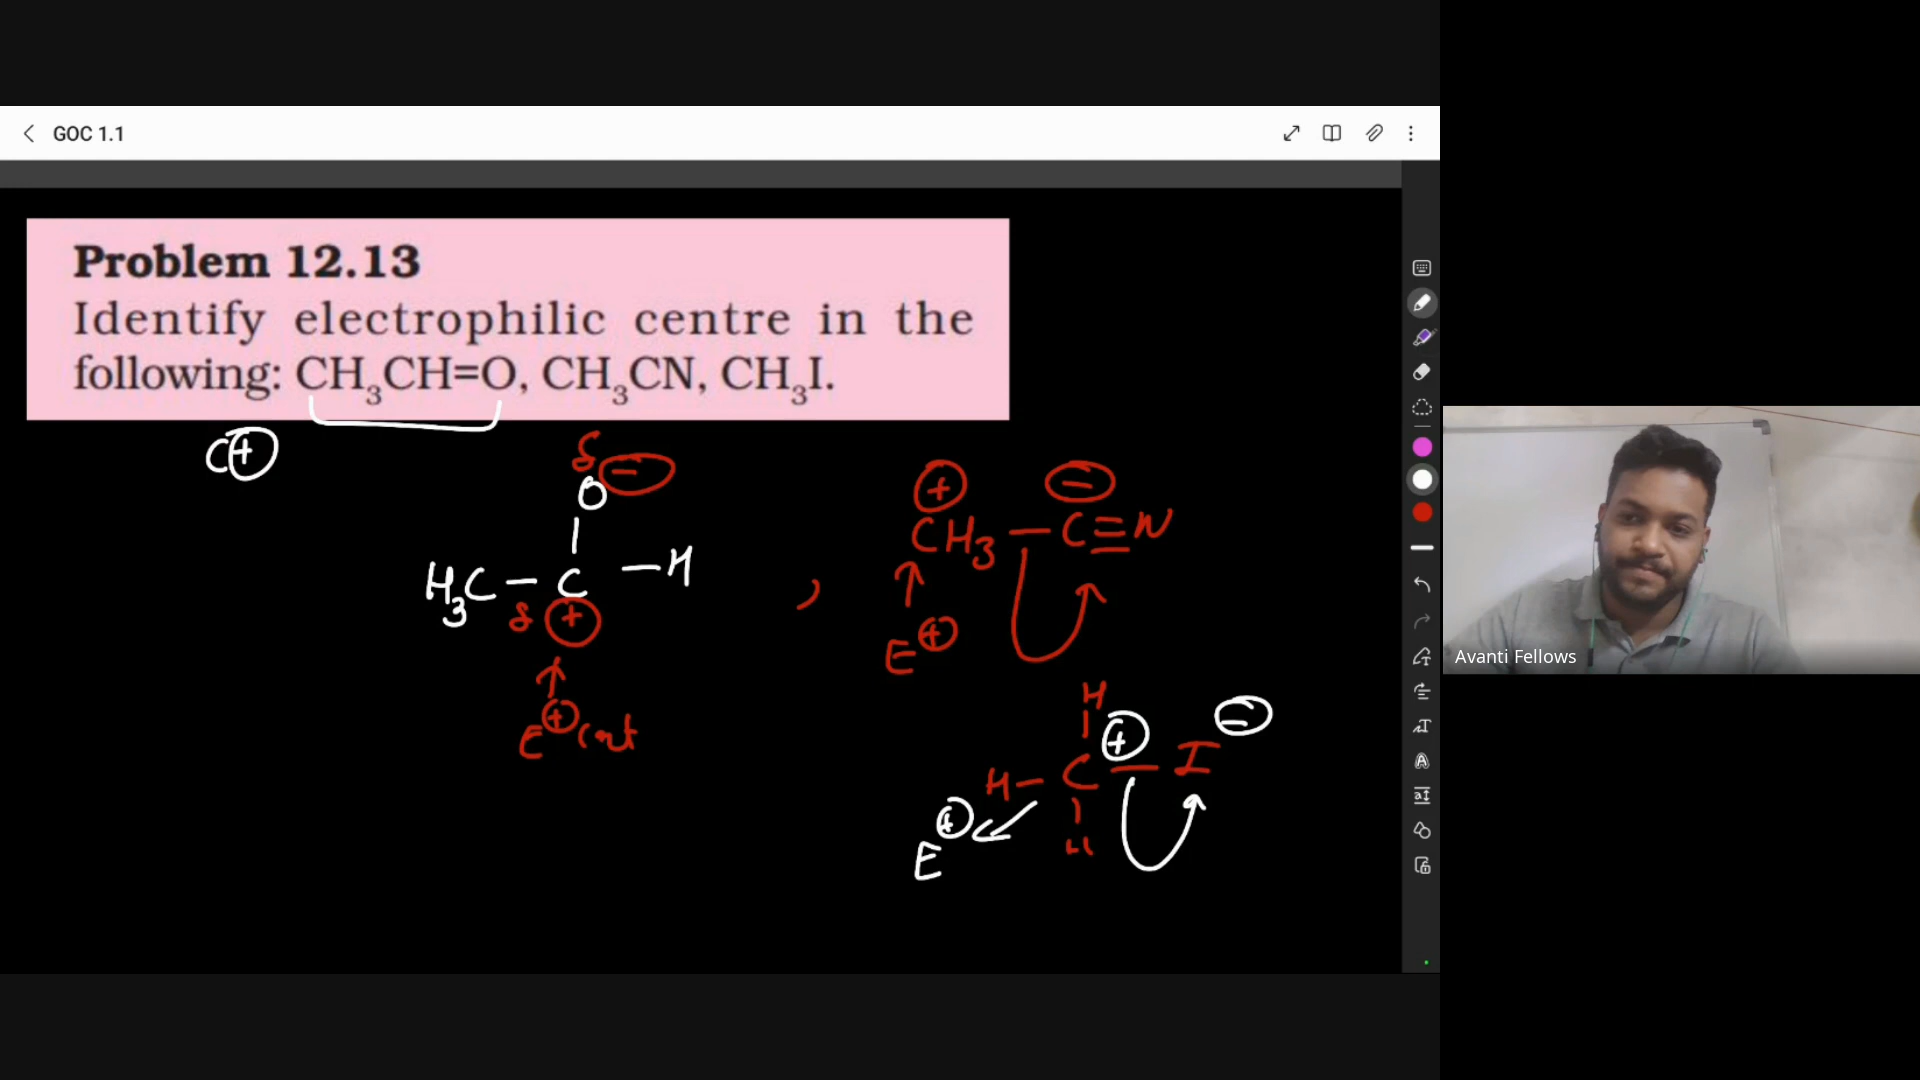 GOC 1.1
Problem 12.13
Identify electrophilic centre in the
following: CH₃CH=O, CH₃CN, CH₃I.
C⊕
δ ⊖
O
H₃C – C – H
δ ⊕
E⊕
,
⊕ ⊖
CH₃ – C≡N
E⊕
H
⊕ ⊖
H – C – I
H
E⊕
Avanti Fellows